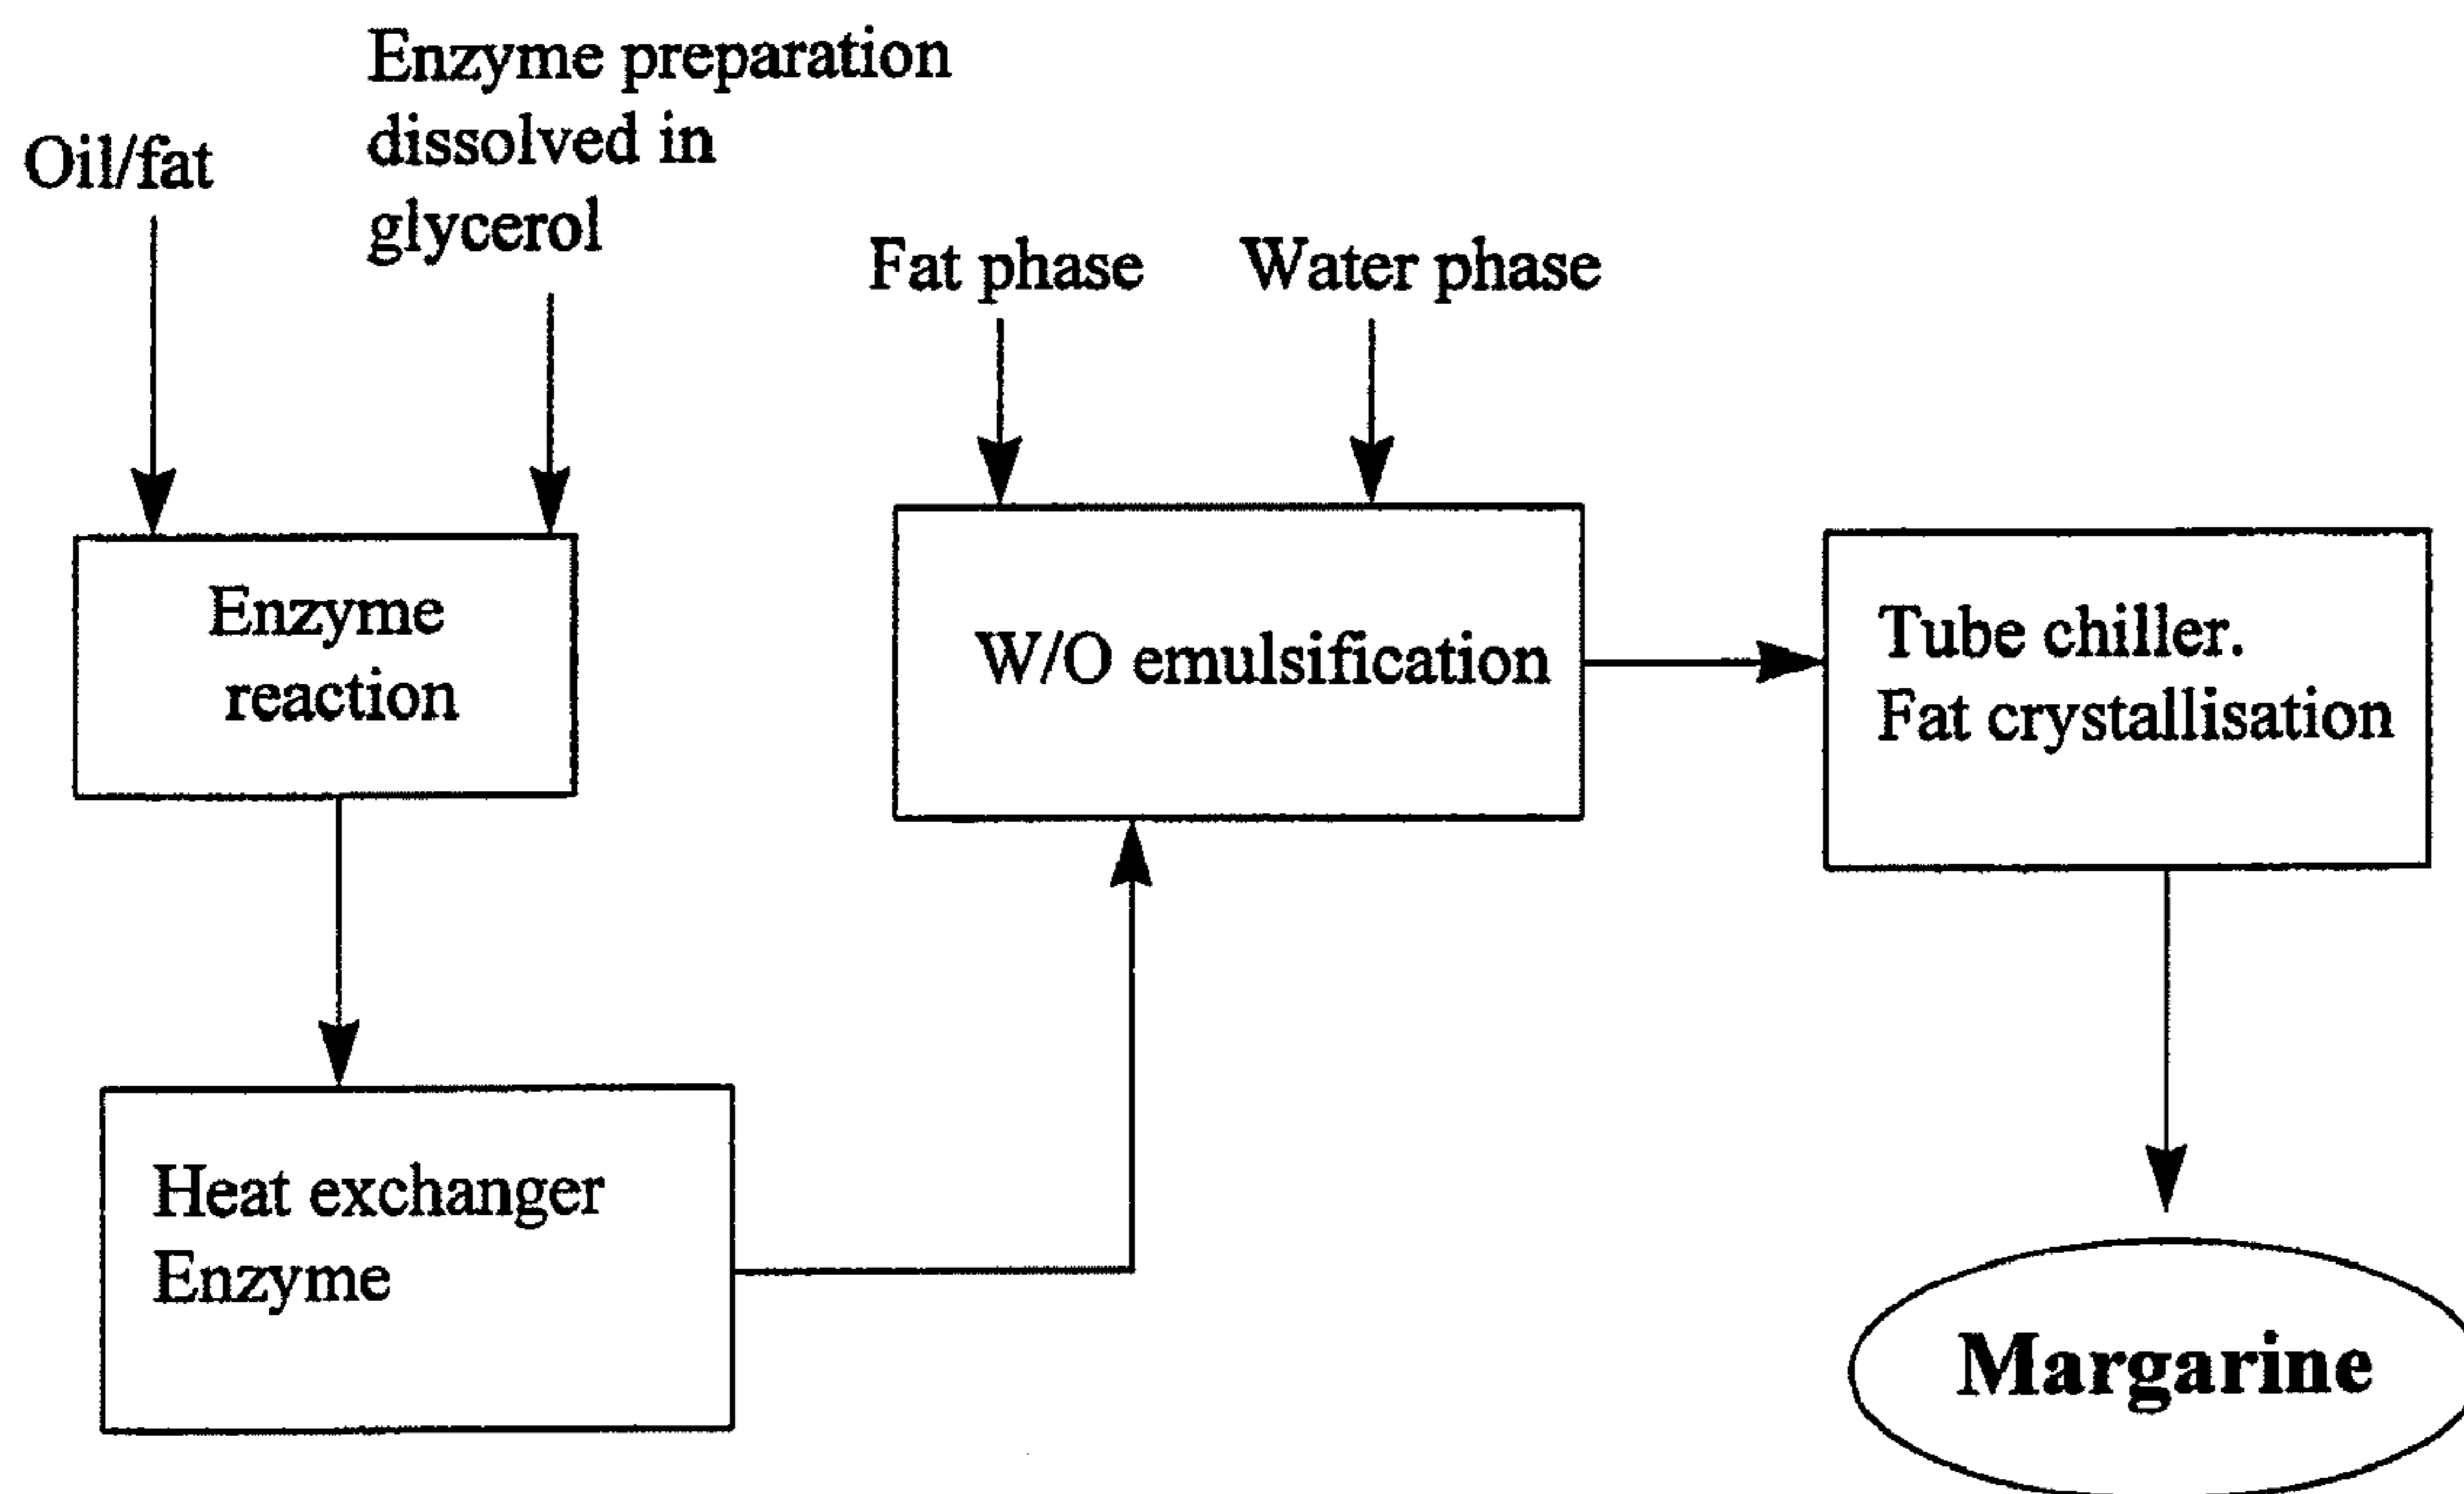 Oil/fat
Enzyme preparation
dissolved in
glycerol
Fat phase
Water phase
Enzyme
reaction
W/O emulsification
Tube chiller.
Fat crystallisation
Heat exchanger
Enzyme
Margarine